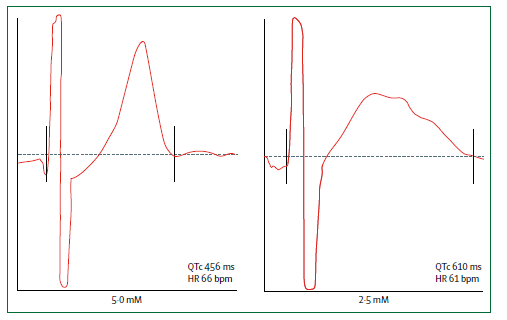 QTc 456 ms
HR 66 bpm
5·0 mM
QTc 610 ms
HR 61 bpm
2·5 mM